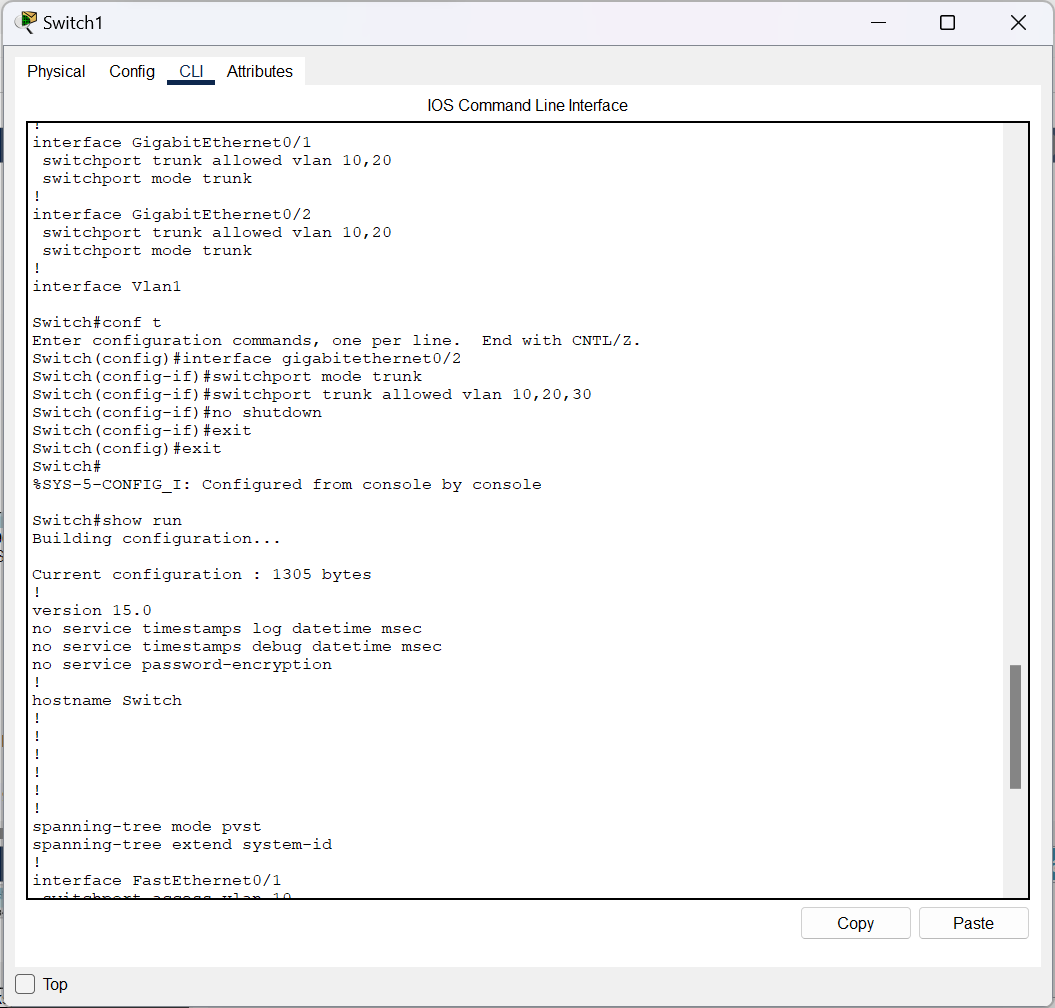 Switch1
Physical Config CLI Attributes
IOS Command Line Interface
!
interface GigabitEthernet0/1
 switchport trunk allowed vlan 10,20
 switchport mode trunk
!
interface GigabitEthernet0/2
 switchport trunk allowed vlan 10,20
 switchport mode trunk
!
interface Vlan1

Switch#conf t
Enter configuration commands, one per line.  End with CNTL/Z.
Switch(config)#interface gigabitethernet0/2
Switch(config-if)#switchport mode trunk
Switch(config-if)#switchport trunk allowed vlan 10,20,30
Switch(config-if)#no shutdown
Switch(config-if)#exit
Switch(config)#exit
Switch#
%SYS-5-CONFIG_I: Configured from console by console

Switch#show run
Building configuration...

Current configuration : 1305 bytes
!
version 15.0
no service timestamps log datetime msec
no service timestamps debug datetime msec
no service password-encryption
!
hostname Switch
!
!
!
!
!
!
spanning-tree mode pvst
spanning-tree extend system-id
!
interface FastEthernet0/1
 switchport access vlan 10
Copy Paste
Top